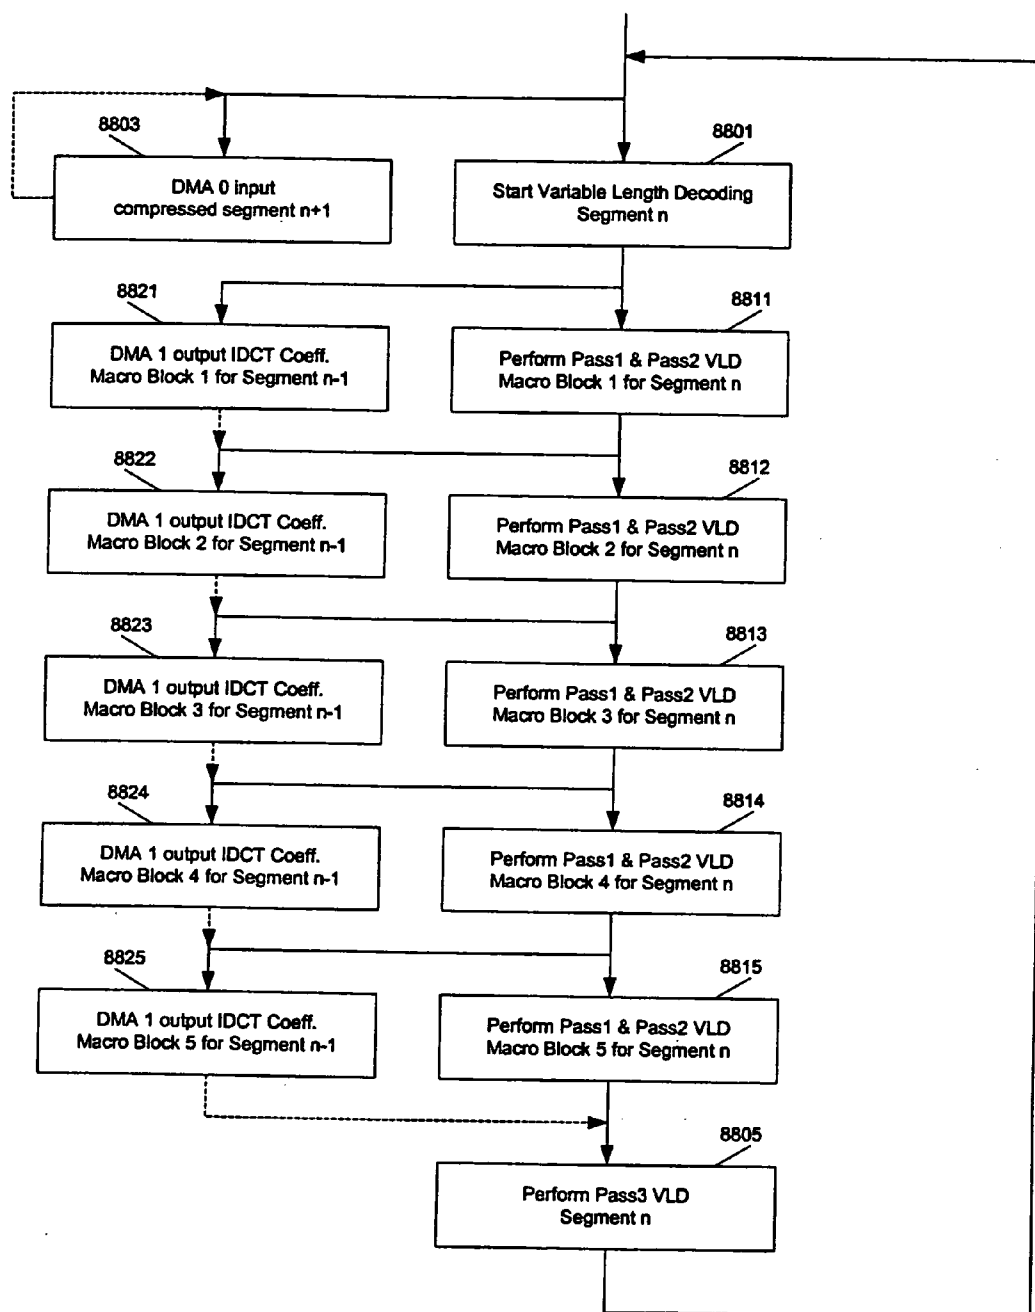 8803
DMA 0 input
compressed segment n+1
8801
Start Variable Length Decoding
Segment n
8821
DMA 1 output IDCT Coeff.
Macro Block 1 for Segment n-1
8811
Perform Pass1 & Pass2 VLD
Macro Block 1 for Segment n
8822
DMA 1 output IDCT Coeff.
Macro Block 2 for Segment n-1
8812
Perform Pass1 & Pass2 VLD
Macro Block 2 for Segment n
8823
DMA 1 output IDCT Coeff.
Macro Block 3 for Segment n-1
8813
Perform Pass1 & Pass2 VLD
Macro Block 3 for Segment n
8824
DMA 1 output IDCT Coeff.
Macro Block 4 for Segment n-1
8814
Perform Pass1 & Pass2 VLD
Macro Block 4 for Segment n
8825
DMA 1 output IDCT Coeff.
Macro Block 5 for Segment n-1
8815
Perform Pass1 & Pass2 VLD
Macro Block 5 for Segment n
8805
Perform Pass3 VLD
Segment n